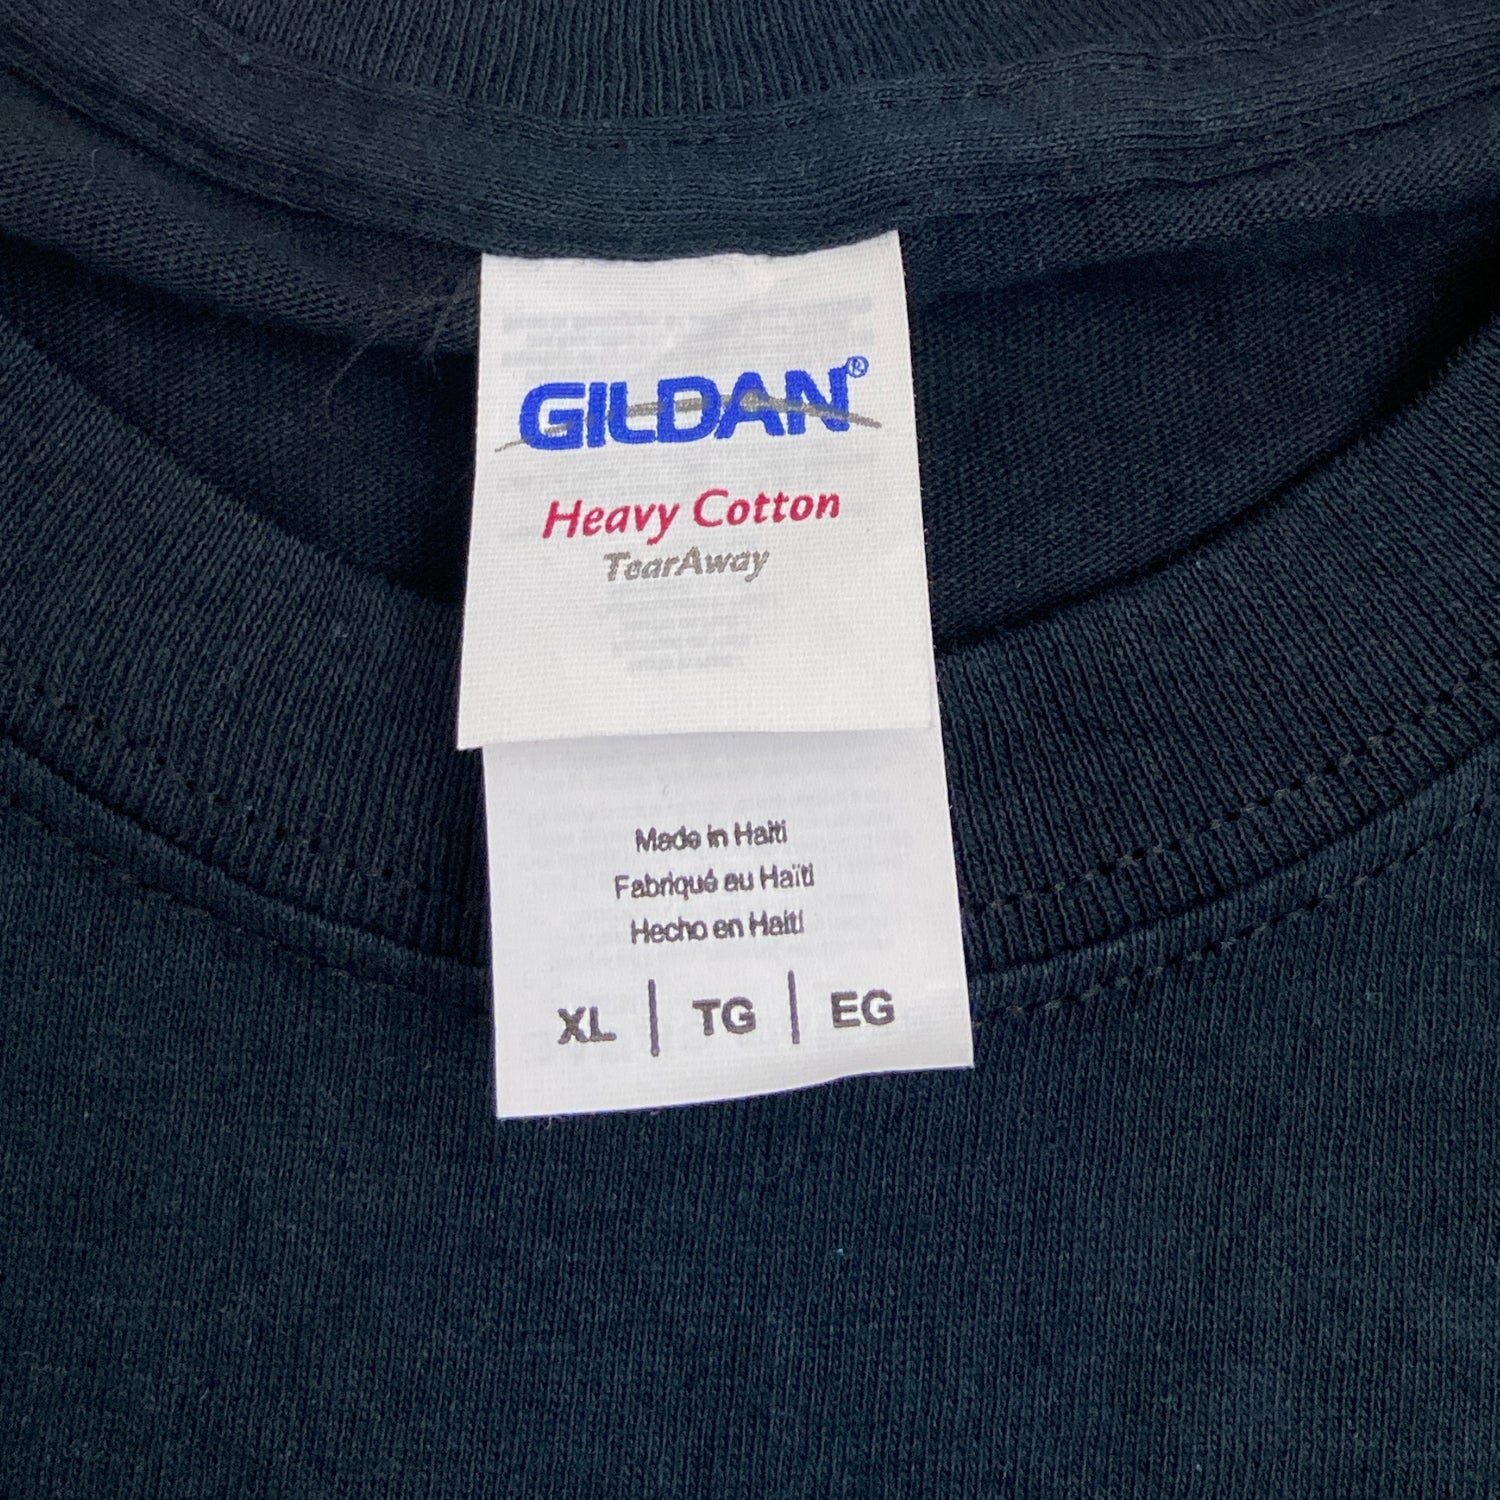 GILDAN®
Heavy Cotton
TearAway
Made in Haiti
Fabriqué au Haïti
Hecho en Haití
XL | TG | EG